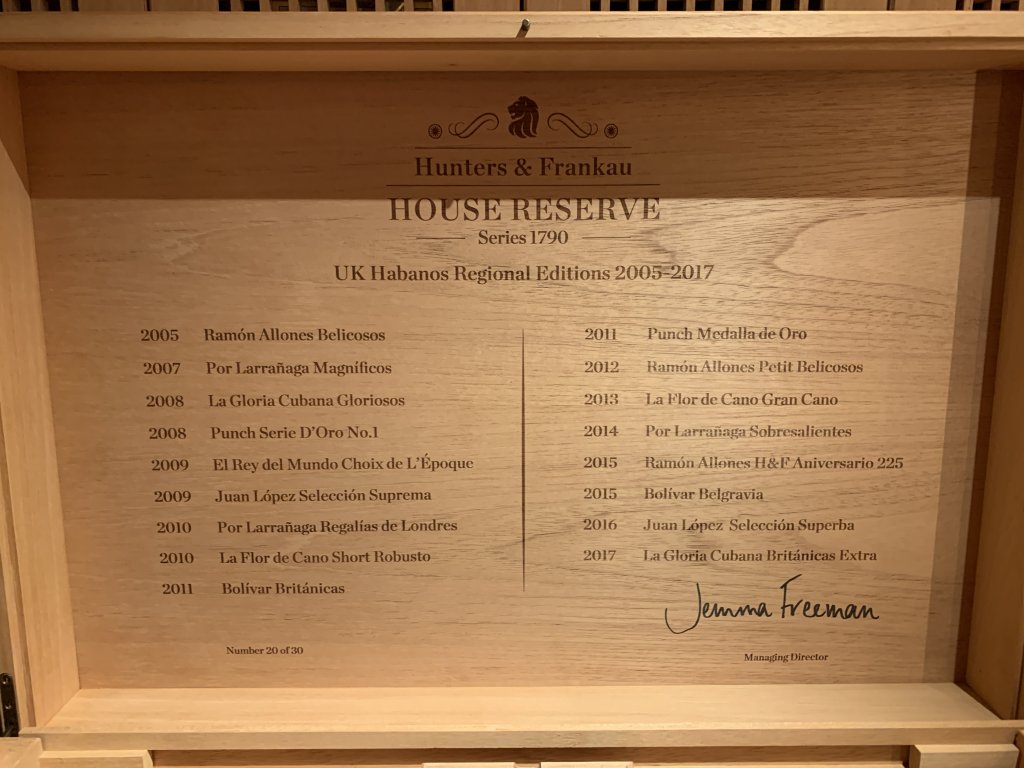 Hunters & Frankau
HOUSE RESERVE
Series 1790
UK Habanos Regional Editions 2005-2017
2005 Ramón Allones Belicosos
2007 Por Larrañaga Magníficos
2008 La Gloria Cubana Gloriosos
2008 Punch Serie D'Oro No.1
2009 El Rey del Mundo Choix de L'Époque
2009 Juan López Selección Suprema
2010 Por Larrañaga Regalías de Londres
2010 La Flor de Cano Short Robusto
2011 Bolívar Británicas
2011 Punch Medalla de Oro
2012 Ramón Allones Petit Belicosos
2013 La Flor de Cano Gran Cano
2014 Por Larrañaga Sobresalientes
2015 Ramón Allones H&F Aniversario 225
2015 Bolívar Belgravia
2016 Juan López Selección Superba
2017 La Gloria Cubana Británicas Extra
Jemma Freeman
Number 20 of 30
Managing Director